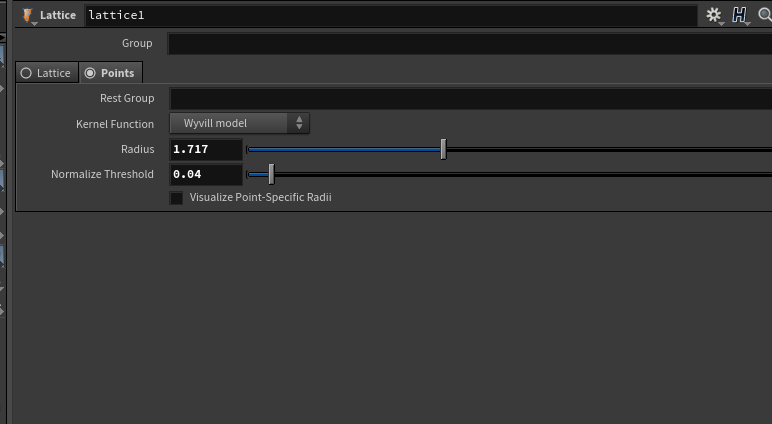 Lattice lattice1
Group
Lattice Points
Rest Group
Kernel Function Wyvill model
Radius 1.717
Normalize Threshold 0.04
Visualize Point-Specific Radii